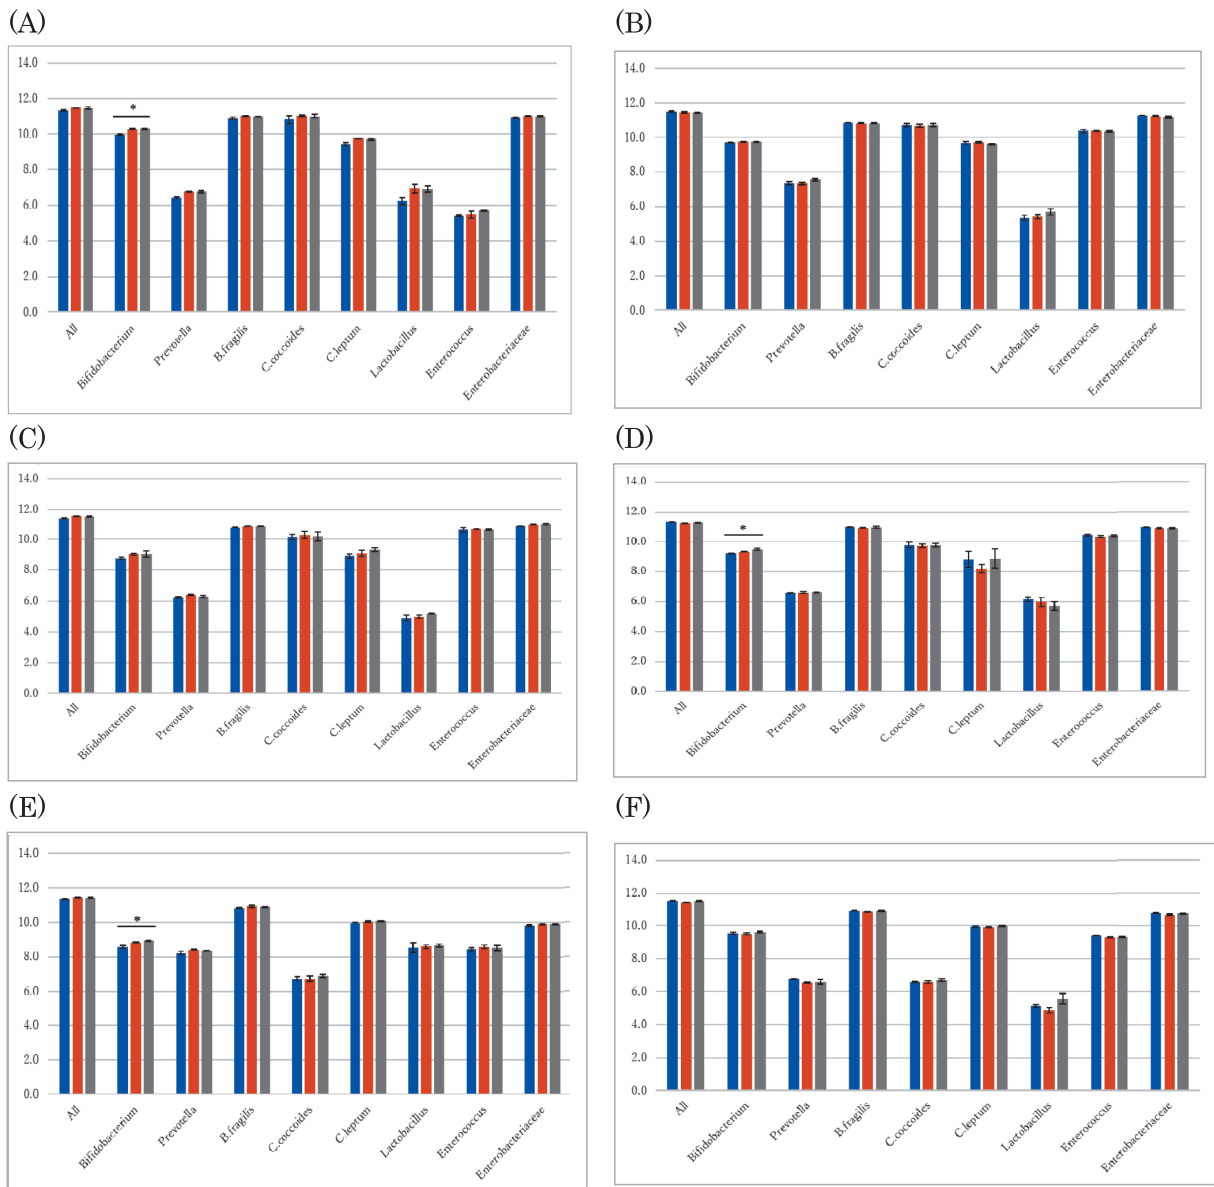 (A)
14.0
12.0
10.0
8.0
6.0
4.0
2.0
0.0
*
All
Bifidobacterium
Prevotella
B.fragilis
C.coccoides
C.leptum
Lactobacillus
Enterococcus
Enterobacteriaceae
(B)
14.0
12.0
10.0
8.0
6.0
4.0
2.0
0.0
All
Bifidobacterium
Prevotella
B.fragilis
C.coccoides
C.leptum
Lactobacillus
Enterococcus
Enterobacteriaceae
(C)
14.0
12.0
10.0
8.0
6.0
4.0
2.0
0.0
All
Bifidobacterium
Prevotella
B.fragilis
C.coccoides
C.leptum
Lactobacillus
Enterococcus
Enterobacteriaceae
(D)
14.0
12.0
10.0
8.0
6.0
4.0
2.0
0.0
*
All
Bifidobacterium
Prevotella
B.fragilis
C.coccoides
C.leptum
Lactobacillus
Enterococcus
Enterobacteriaceae
(E)
14.0
12.0
10.0
8.0
6.0
4.0
2.0
0.0
*
All
Bifidobacterium
Prevotella
B.fragilis
C.coccoides
C.leptum
Lactobacillus
Enterococcus
Enterobacteriaceae
(F)
14.0
12.0
10.0
8.0
6.0
4.0
2.0
0.0
All
Bifidobacterium
Prevotella
B.fragilis
C.coccoides
C.leptum
Lactobacillus
Enterococcus
Enterobacteriaceae